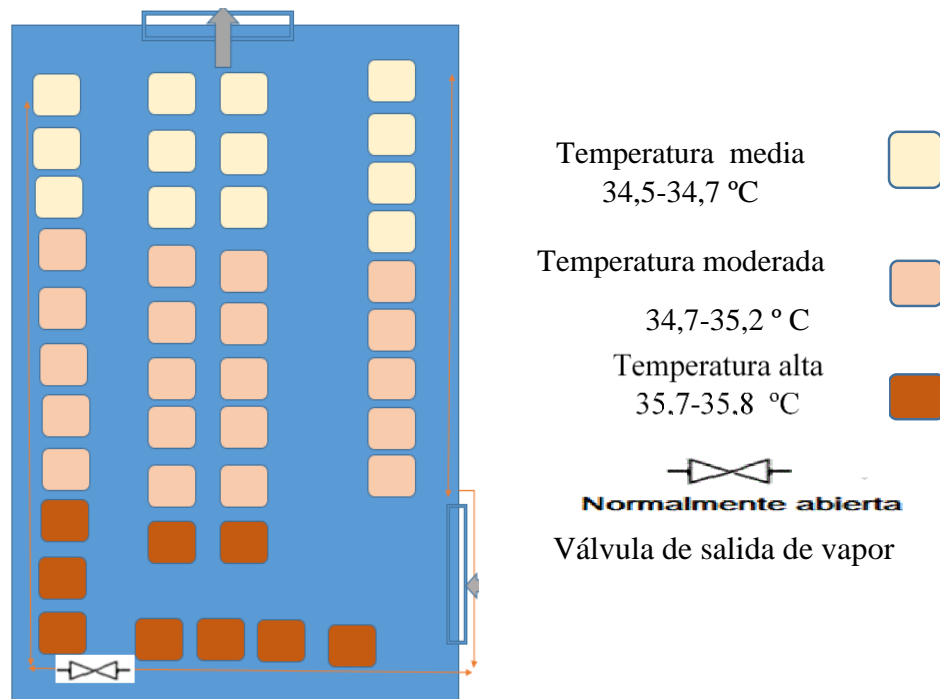 Temperatura media
34,5-34,7 ºC
Temperatura moderada
34,7-35,2 º C
Temperatura alta
35,7-35,8 ºC
Normalmente abierta
Válvula de salida de vapor